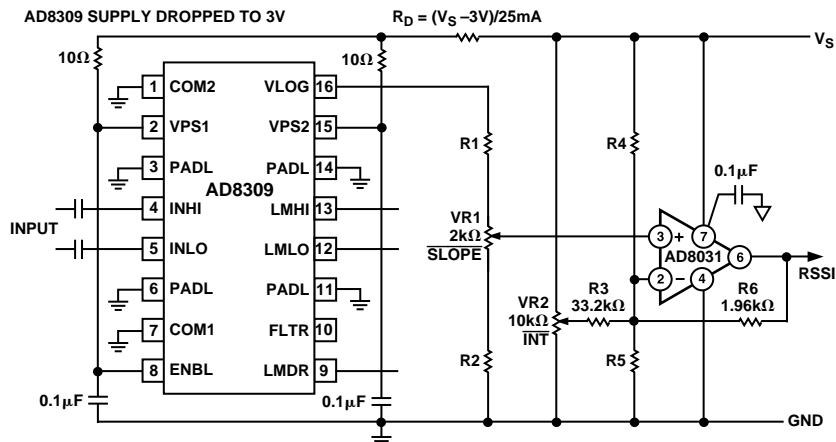 AD8309 SUPPLY DROPPED TO 3V
R_D = (V_S –3V)/25mA
10Ω
10Ω
V_S
1 COM2 VLOG 16
2 VPS1 VPS2 15
3 PADL PADL 14
AD8309
4 INHI LMHI 13
INPUT
5 INLO LMLO 12
6 PADL PADL 11
7 COM1 FLTR 10
8 ENBL LMDR 9
0.1µF
0.1µF
R1
R4
0.1µF
VR1
2kΩ
SLOPE
3 + 7
AD8031 6
2 – 4
RSSI
R3
33.2kΩ
R6
1.96kΩ
VR2
10kΩ
INT
R2
R5
GND